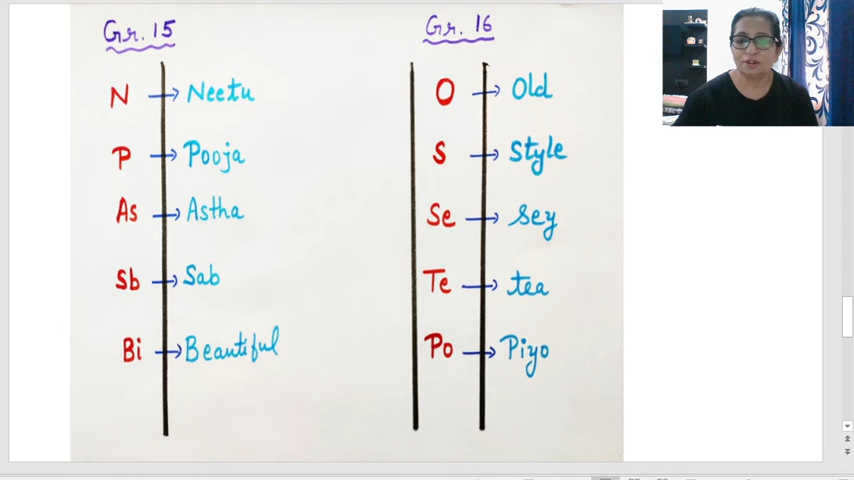 Gr. 15
N → Neetu
P → Pooja
As → Astha
Sb → Sab
Bi → Beautiful
Gr. 16
O → Old
S → Style
Se → Sey
Te → tea
Po → Piyo